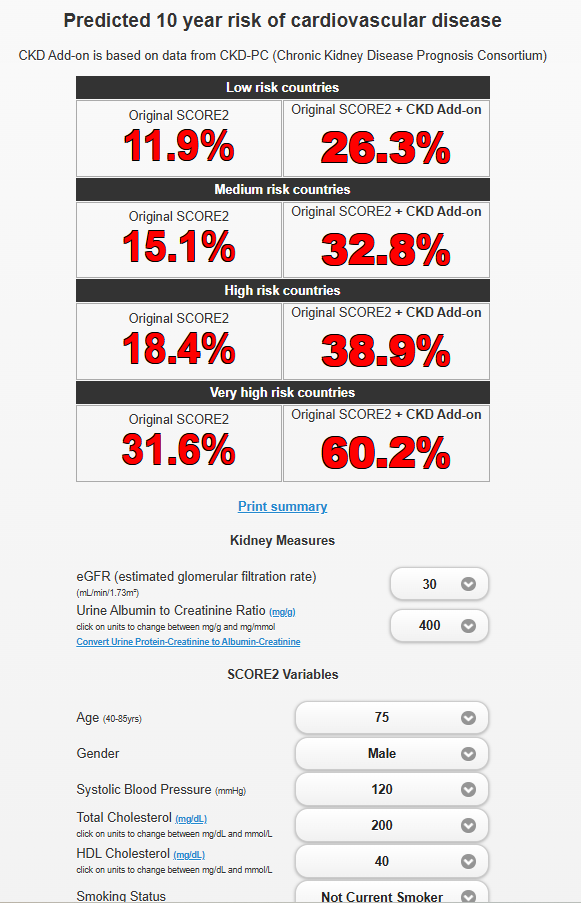 Predicted 10 year risk of cardiovascular disease
CKD Add-on is based on data from CKD-PC (Chronic Kidney Disease Prognosis Consortium)
Low risk countries
Original SCORE2
11.9%
Original SCORE2 + CKD Add-on
26.3%
Medium risk countries
Original SCORE2
15.1%
Original SCORE2 + CKD Add-on
32.8%
High risk countries
Original SCORE2
18.4%
Original SCORE2 + CKD Add-on
38.9%
Very high risk countries
Original SCORE2
31.6%
Original SCORE2 + CKD Add-on
60.2%
Print summary
Kidney Measures
eGFR (estimated glomerular filtration rate)
(mL/min/1.73m²)
30
Urine Albumin to Creatinine Ratio (mg/g)
click on units to change between mg/g and mg/mmol
400
Convert Urine Protein-Creatinine to Albumin-Creatinine
SCORE2 Variables
Age (40-85yrs) 75
Gender Male
Systolic Blood Pressure (mmHg) 120
Total Cholesterol (mg/dL)
click on units to change between mg/dL and mmol/L
200
HDL Cholesterol (mg/dL)
click on units to change between mg/dL and mmol/L
40
Smoking Status Not Current Smoker